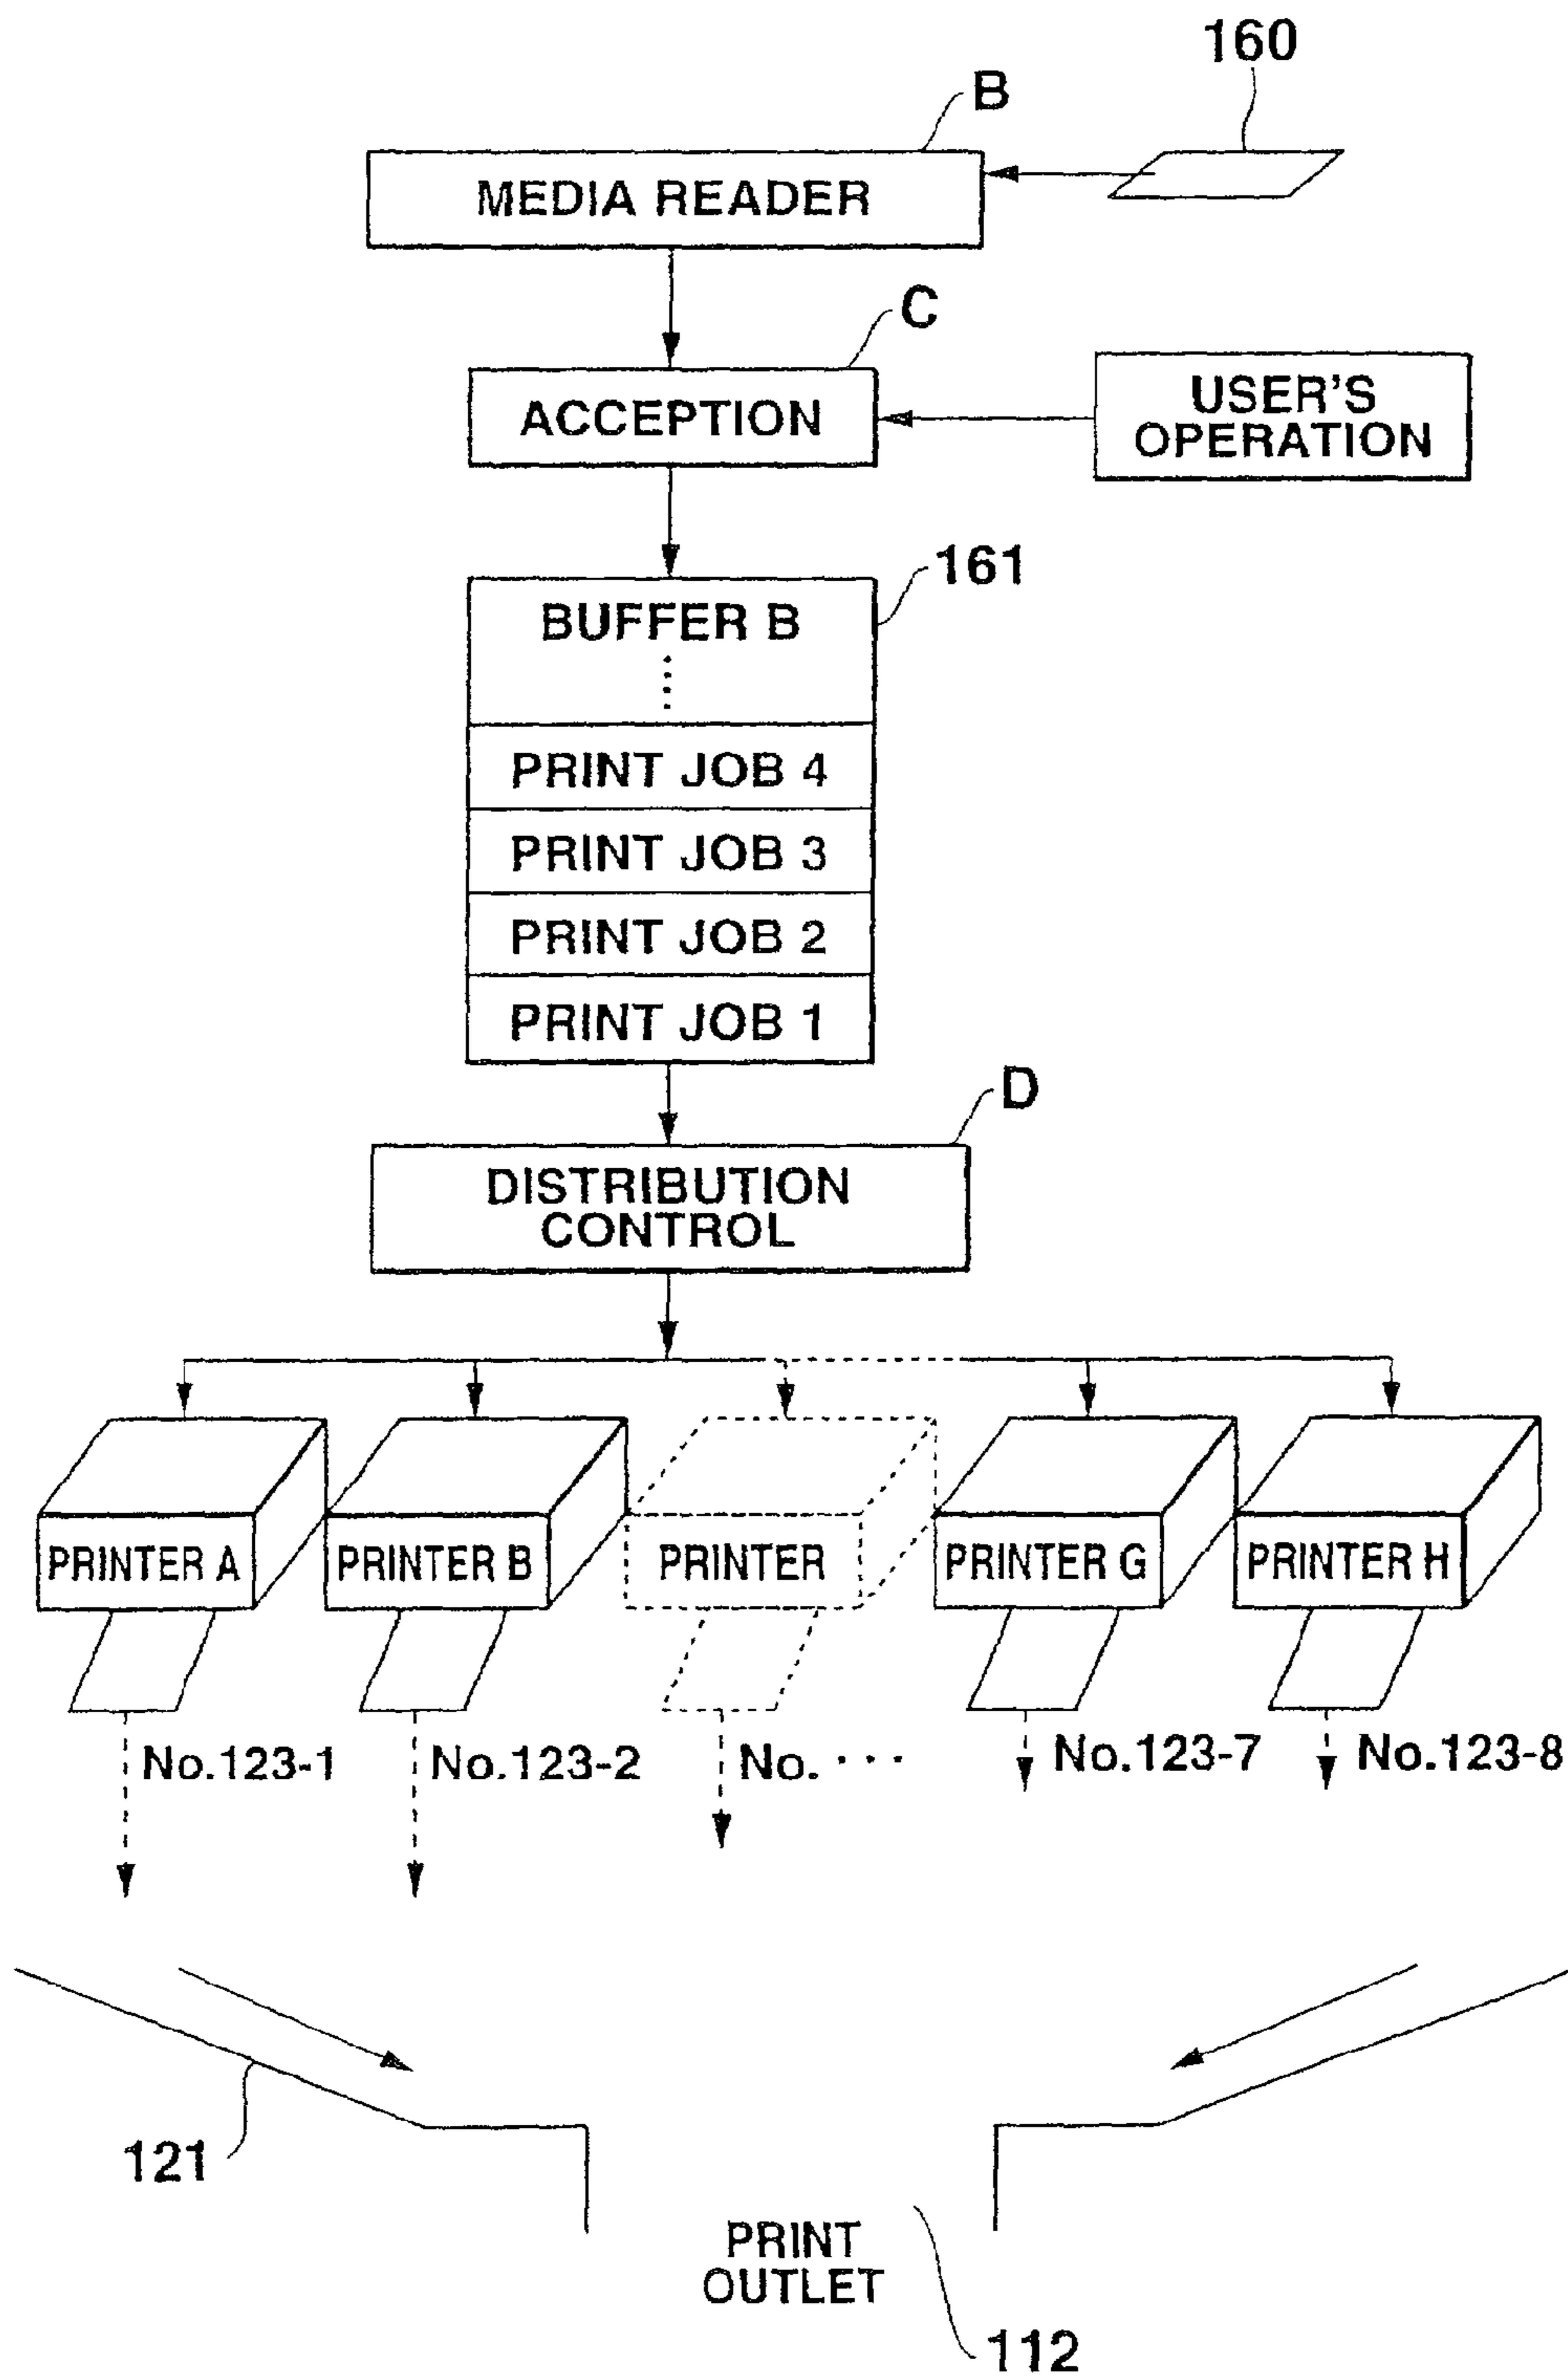 160
B
MEDIA READER
C
ACCEPTION
USER'S
OPERATION
161
BUFFER B
PRINT JOB 4
PRINT JOB 3
PRINT JOB 2
PRINT JOB 1
D
DISTRIBUTION
CONTROL
PRINTER A
PRINTER B
PRINTER
PRINTER G
PRINTER H
No.123-1
No.123-2
No. ···
No.123-7
No.123-8
121
PRINT
OUTLET
112